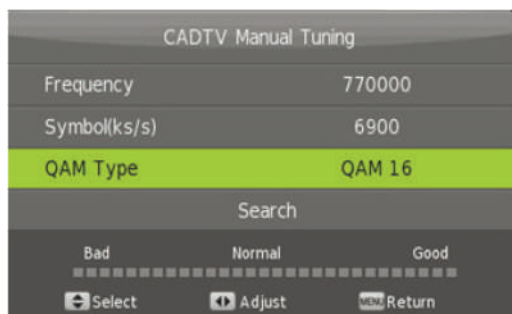 CADTV Manual Tuning
Frequency 770000
Symbol(ks/s) 6900
QAM Type QAM 16
Search
Bad Normal Good
Select Adjust MENU Return